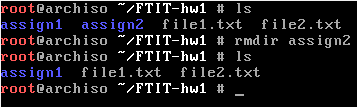 root@archiso ~/FTIT-hw1 # ls
assign1  assign2  file1.txt  file2.txt
root@archiso ~/FTIT-hw1 # rmdir assign2
root@archiso ~/FTIT-hw1 # ls
assign1  file1.txt  file2.txt
root@archiso ~/FTIT-hw1 # _